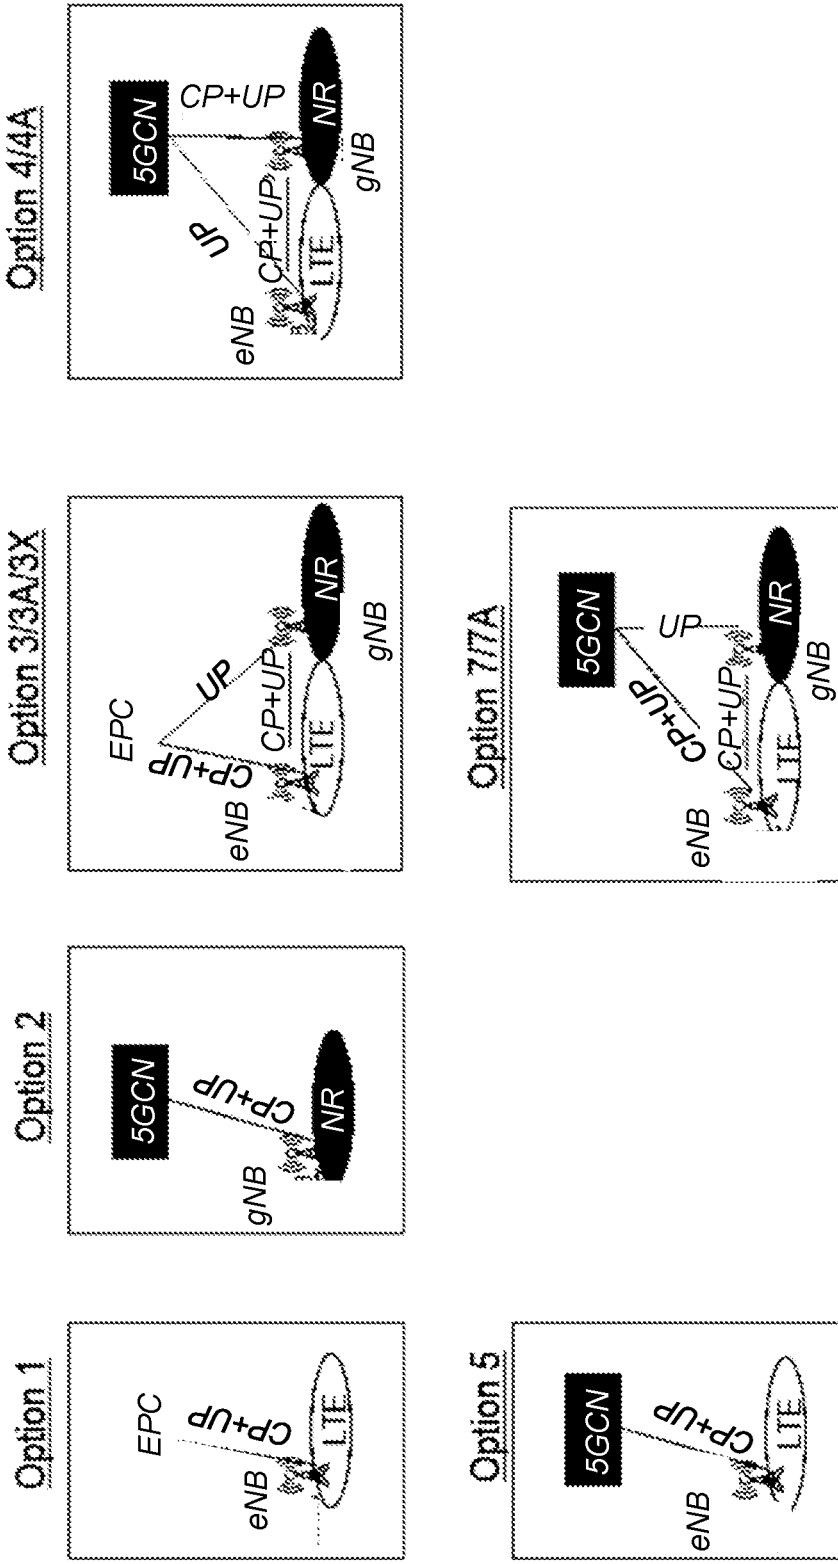 Option 1
EPC
CP+UP
eNB
LTE
Option 2
5GCN
CP+UP
gNB
NR
Option 3/3A/3X
EPC
CP+UP
UP
eNB
CP+UP
LTE
NR
gNB
Option 4/4A
5GCN
UP
CP+UP
eNB
CP+UP
LTE
NR
gNB
Option 5
5GCN
CP+UP
eNB
LTE
Option 7/7A
5GCN
CP+UP
UP
eNB
CP+UP
LTE
NR
gNB